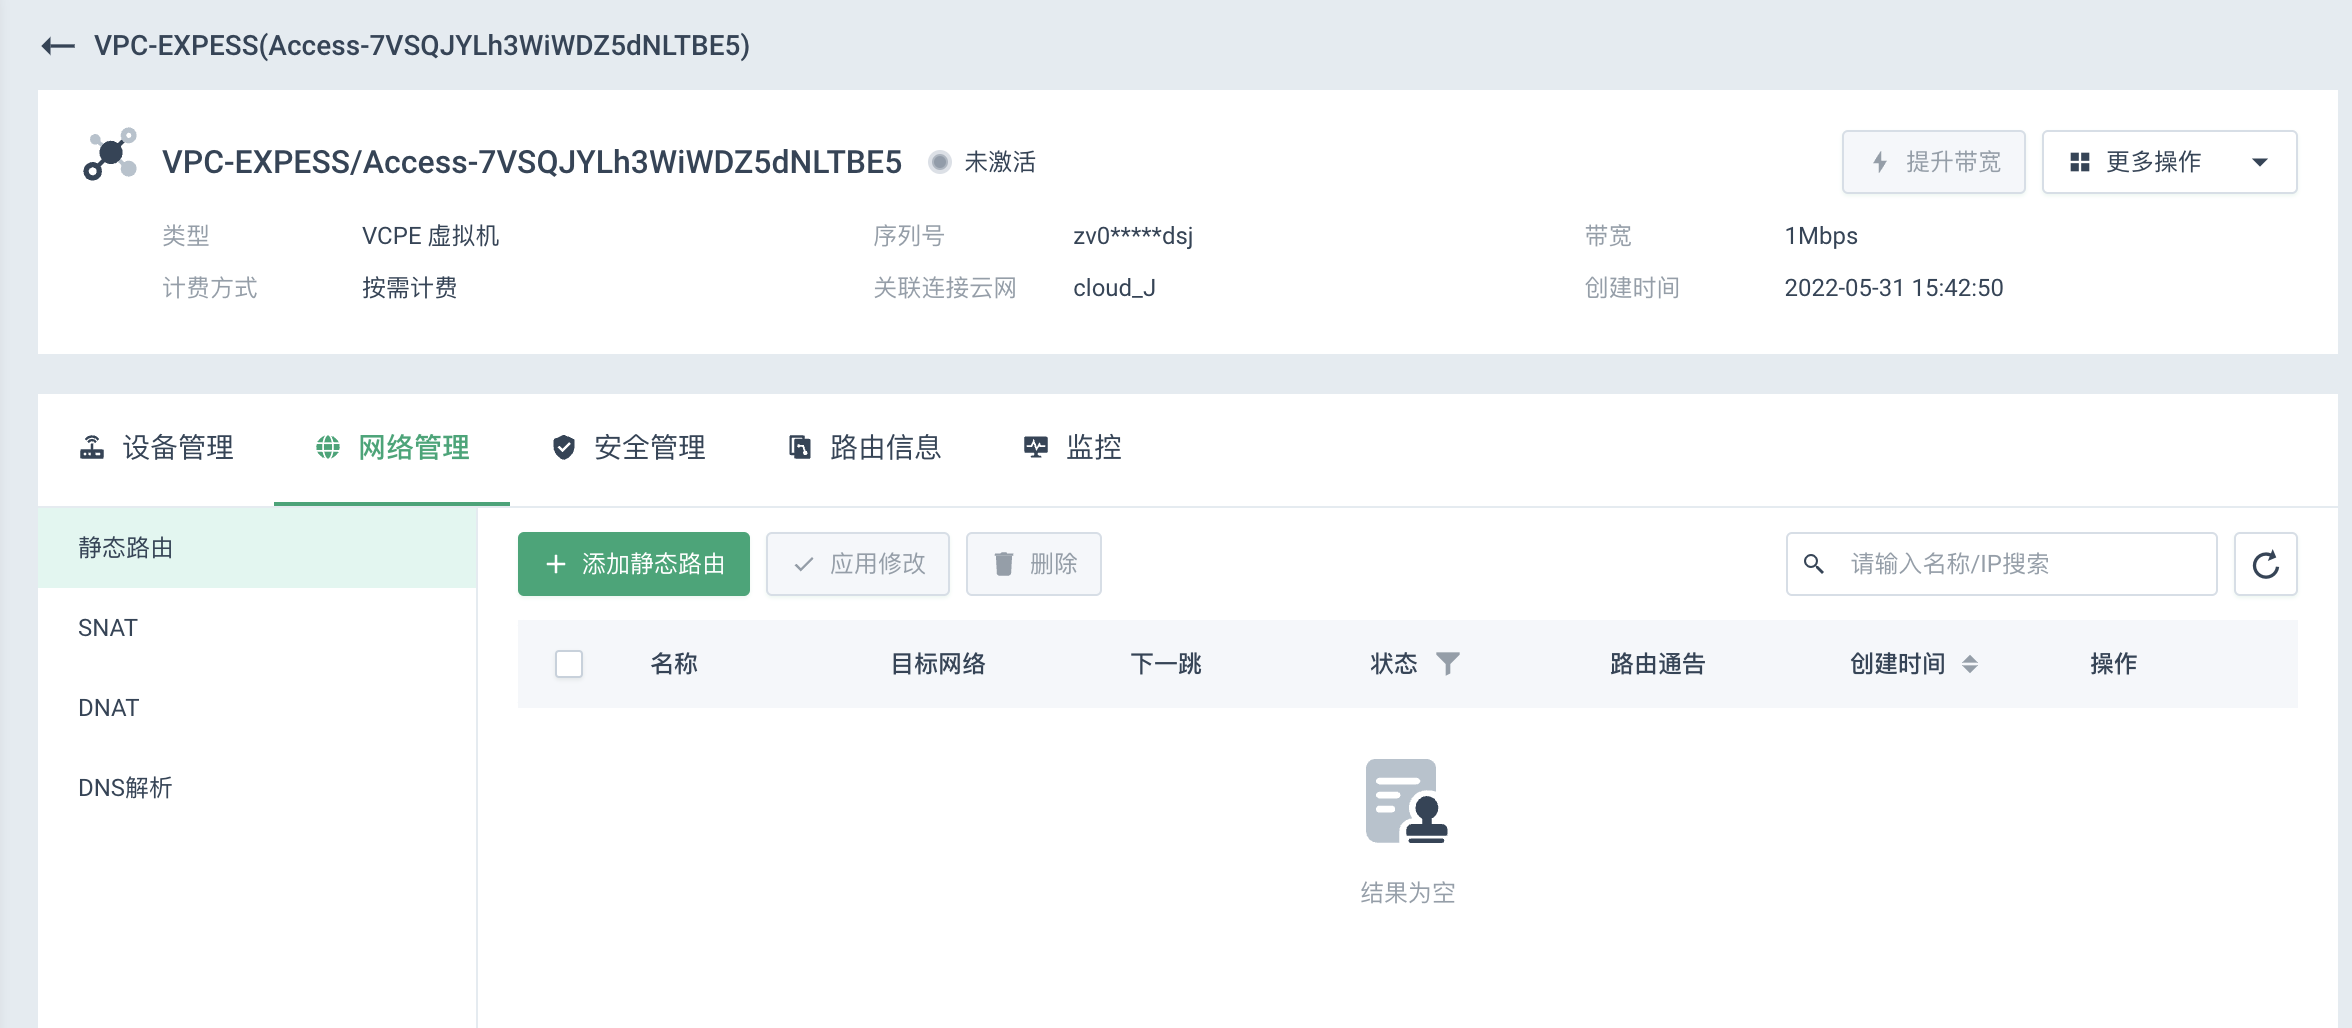 VPC-EXPESS(Access-7VSQJYLh3WiWDZ5dNLTBE5)
VPC-EXPESS/Access-7VSQJYLh3WiWDZ5dNLTBE5 未激活 提升带宽 更多操作
类型 VCPE 虚拟机 序列号 zv0*****dsj 带宽 1Mbps
计费方式 按需计费 关联连接云网 cloud_J 创建时间 2022-05-31 15:42:50
设备管理 网络管理 安全管理 路由信息 监控
静态路由
SNAT
DNAT
DNS解析
添加静态路由 应用修改 删除 请输入名称/IP搜索
名称 目标网络 下一跳 状态 路由通告 创建时间 操作
结果为空